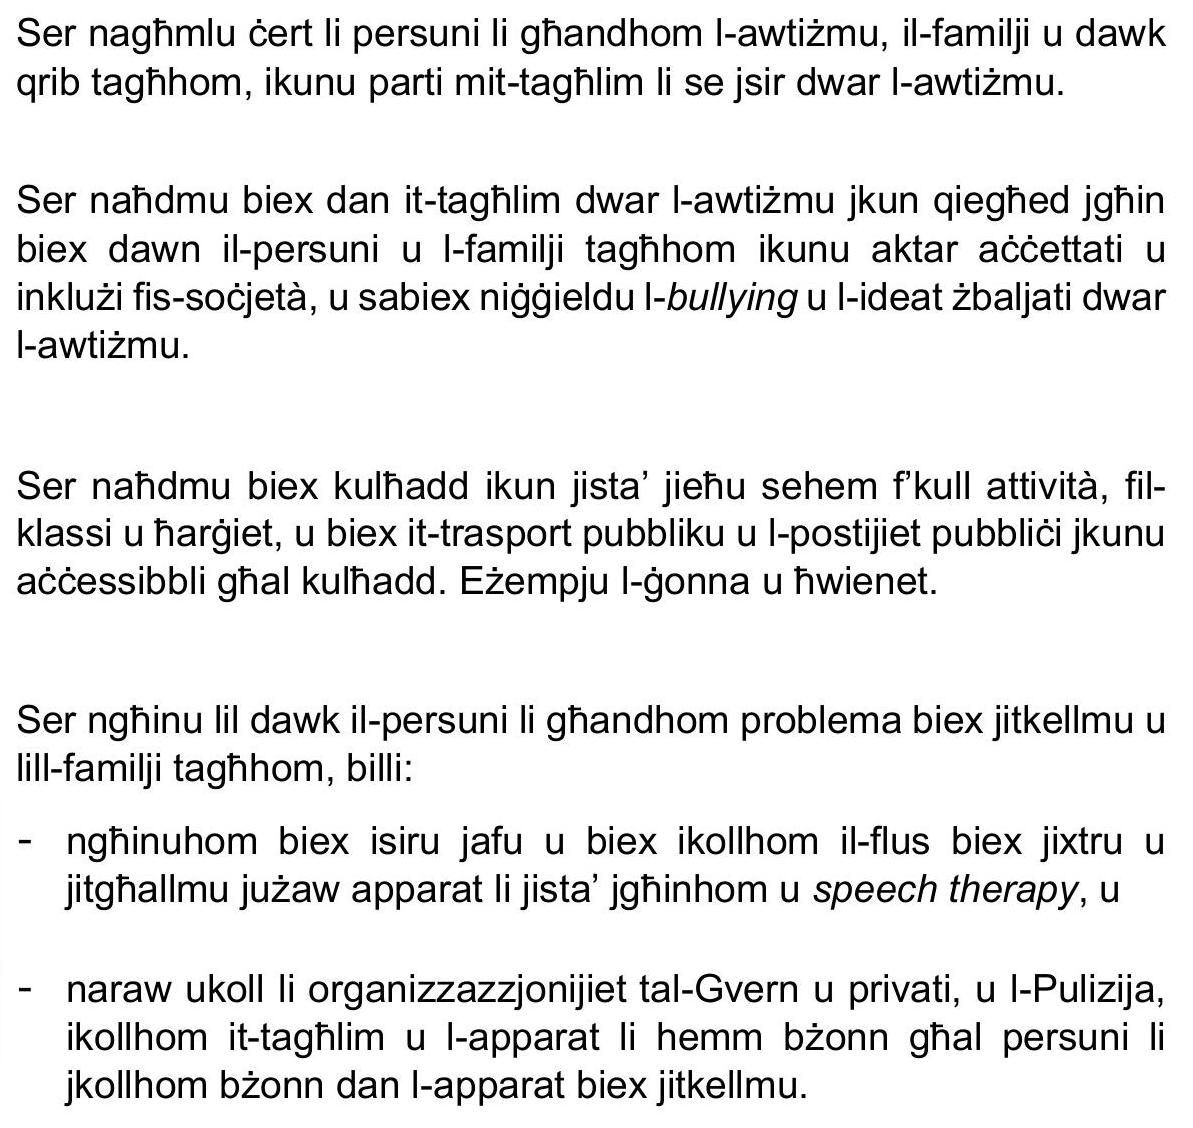 Ser nagħmlu ċert li persuni li għandhom l-awtiżmu, il-familji u dawk
qrib tagħhom, ikunu parti mit-tagħlim li se jsir dwar l-awtiżmu.
Ser naħdmu biex dan it-tagħlim dwar l-awtiżmu jkun qiegħed jgħin
biex dawn il-persuni u l-familji tagħhom ikunu aktar aċċettati u
inklużi fis-soċjetà, u sabiex niġġieldu l-bullying u l-ideat żbaljati dwar
l-awtiżmu.
Ser naħdmu biex kulħadd ikun jista’ jieħu sehem f’kull attività, fil-
klassi u ħarġiet, u biex it-trasport pubbliku u l-postijiet pubbliċi jkunu
aċċessibbli għal kulħadd. Eżempju l-ġonna u ħwienet.
Ser ngħinu lil dawk il-persuni li għandhom problema biex jitkellmu u
lill-familji tagħhom, billi:
- ngħinuhom biex isiru jafu u biex ikollhom il-flus biex jixtru u
jitgħallmu jużaw apparat li jista’ jgħinhom u speech therapy, u
- naraw ukoll li organizzazzjonijiet tal-Gvern u privati, u l-Pulizija,
ikollhom it-tagħlim u l-apparat li hemm bżonn għal persuni li
jkollhom bżonn dan l-apparat biex jitkellmu.